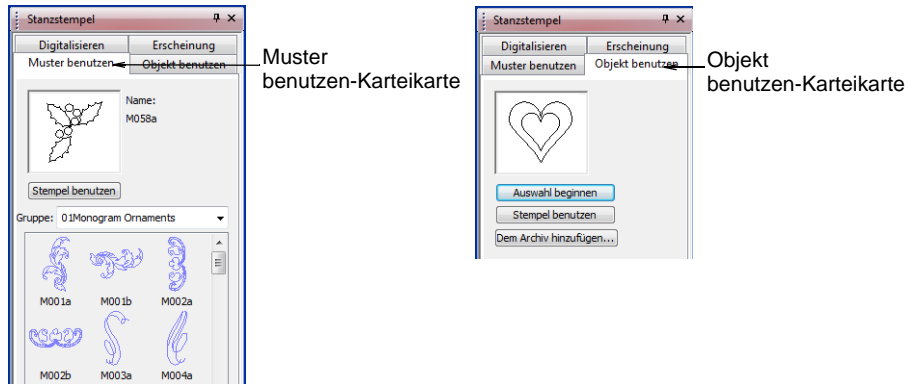 Stanzstempel
Digitalisieren Erscheinung
Muster benutzen Objekt benutzen
Name:
M058a
Stempel benutzen
Gruppe: 01Monogram Ornaments
M001a M001b M002a
M002b M003a M004a
Muster
benutzen-Karteikarte
Stanzstempel
Digitalisieren Erscheinung
Muster benutzen Objekt benutzen
Auswahl beginnen
Stempel benutzen
Dem Archiv hinzufügen...
Objekt
benutzen-Karteikarte